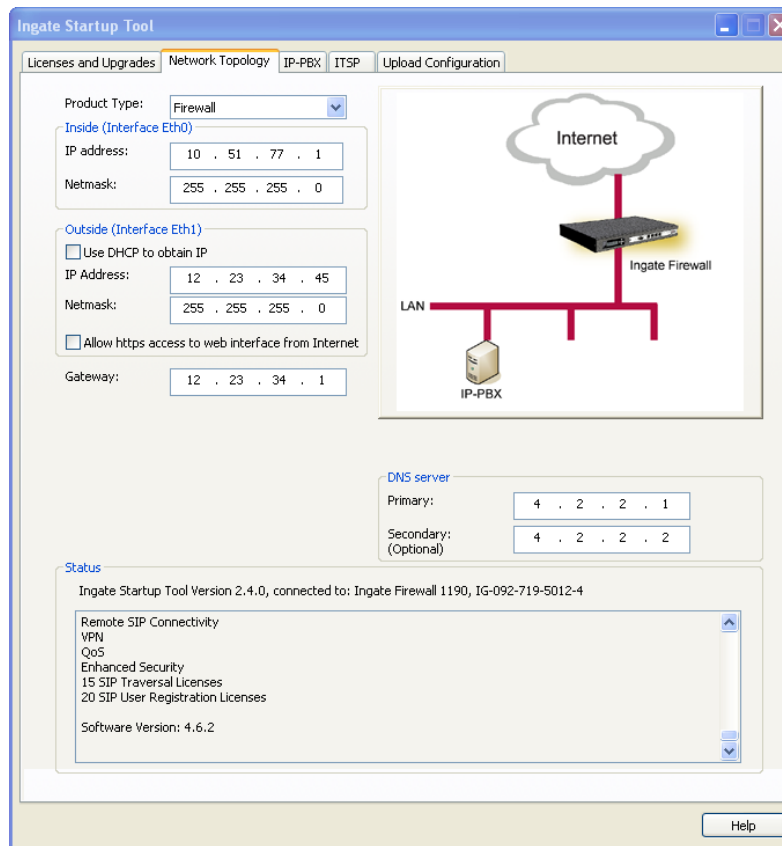 Ingate Startup Tool
Licenses and Upgrades Network Topology IP-PBX ITSP Upload Configuration
Product Type: Firewall
Inside (Interface Eth0)
IP address: 10 . 51 . 77 . 1
Netmask: 255 . 255 . 255 . 0
Outside (Interface Eth1)
Use DHCP to obtain IP
IP Address: 12 . 23 . 34 . 45
Netmask: 255 . 255 . 255 . 0
Allow https access to web interface from Internet
Gateway: 12 . 23 . 34 . 1
Internet
Ingate Firewall
LAN
IP-PBX
DNS server
Primary: 4 . 2 . 2 . 1
Secondary: 4 . 2 . 2 . 2
(Optional)
Status
Ingate Startup Tool Version 2.4.0, connected to: Ingate Firewall 1190, IG-092-719-5012-4
Remote SIP Connectivity
VPN
QoS
Enhanced Security
15 SIP Traversal Licenses
20 SIP User Registration Licenses
Software Version: 4.6.2
Help